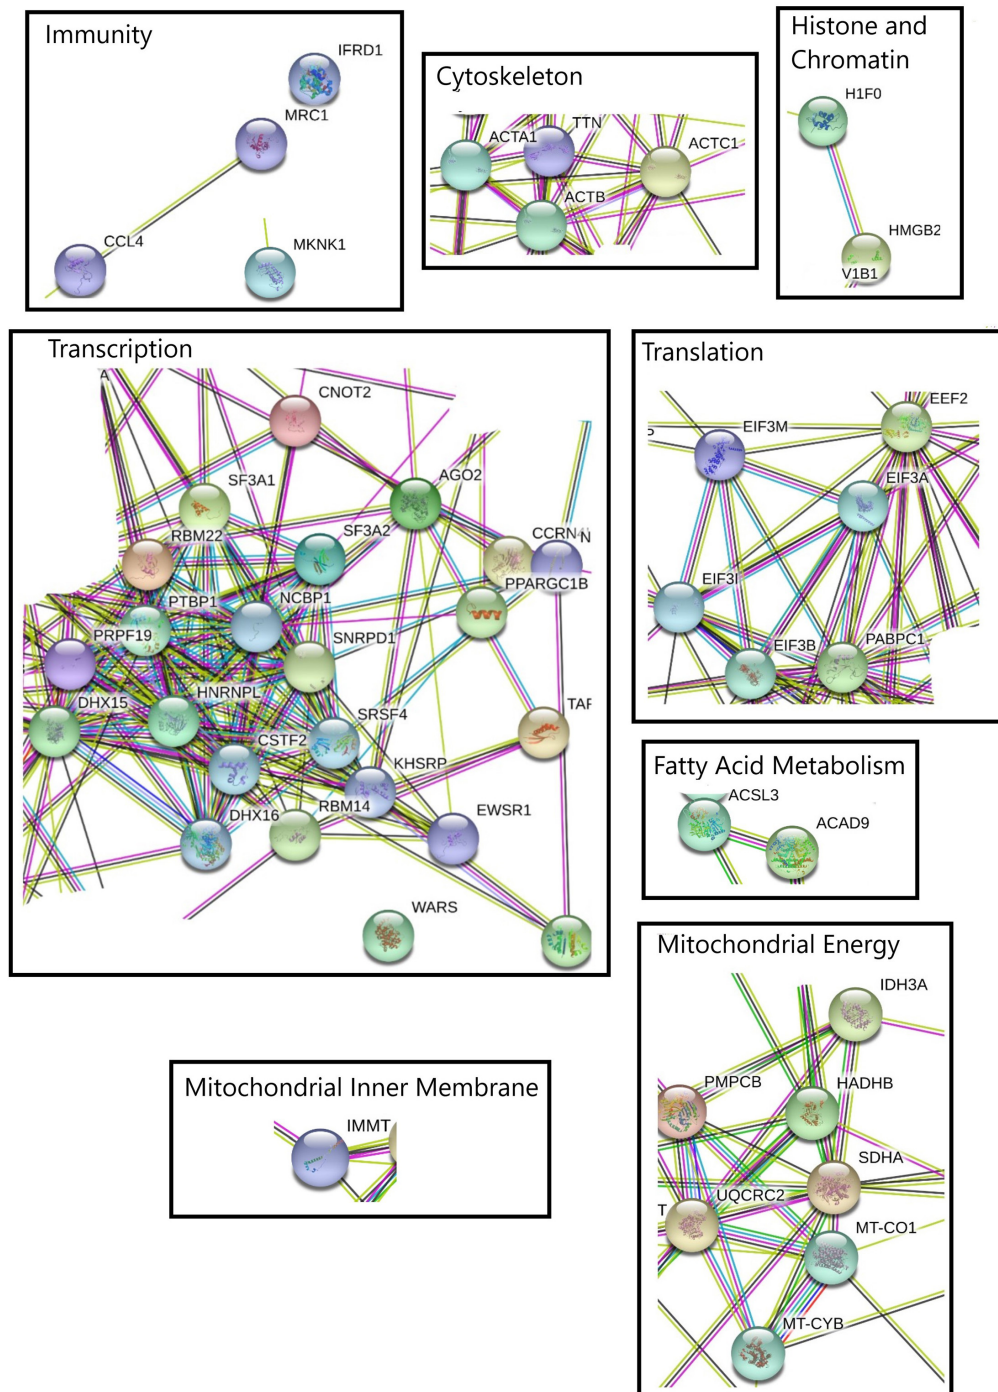 Immunity
IFRD1
MRC1
CCL4
MKNK1
Cytoskeleton
ACTA1
TTN
ACTC1
ACTB
Histone and
Chromatin
H1F0
HMGB2
V1B1
Transcription
A
CNOT2
SF3A1
AGO2
RBM22
SF3A2
CCRN4
N
PPARGC1B
PTBP1
NCBP1
PRPF19
SNRPD1
DHX15
HNRNPL
TAF
SRSF4
CSTF2
KHSRP
DHX16
RBM14
EWSR1
WARS
Translation
EEF2
EIF3M
EIF3A
EIF3I
EIF3B
PABPC1
Fatty Acid Metabolism
ACSL3
ACAD9
Mitochondrial Energy
IDH3A
PMPCB
HADHB
SDHA
UQCRC2
T
MT-CO1
MT-CYB
Mitochondrial Inner Membrane
IMMT